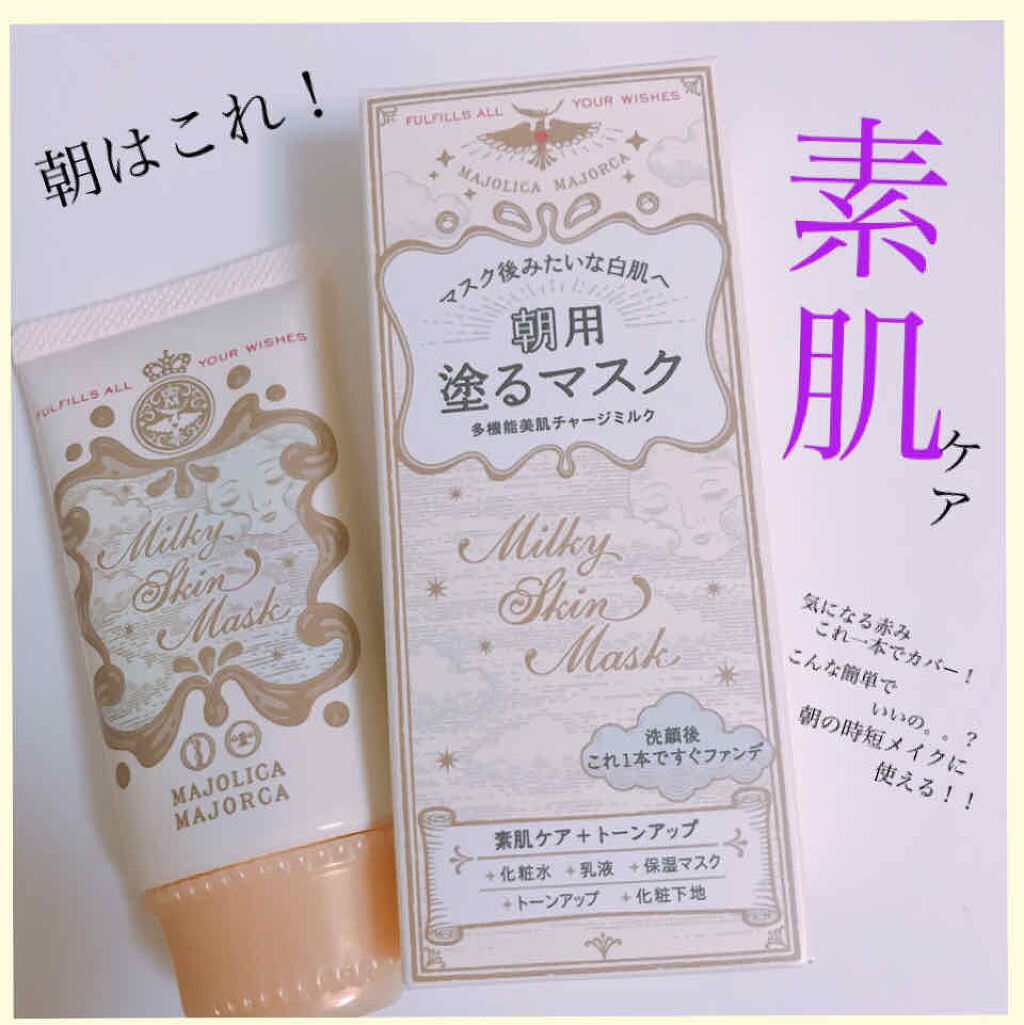 朝はこれ！
素肌ケア
気になる赤み
これ一本でカバー！
こんな簡単で
いいの。。？
朝の時短メイクに
使える！！
FULFILLS ALL YOUR WISHES
MAJOLICA MAJORCA
マスク後みたいな白肌へ
朝用
塗るマスク
多機能美肌チャージミルク
Milky
Skin
Mask
洗顔後
これ1本ですぐファンデ
素肌ケア＋トーンアップ
+化粧水 +乳液 +保湿マスク
+トーンアップ +化粧下地
FULFILLS ALL YOUR WISHES
Milky
Skin
Mask
MAJOLICA
MAJORCA